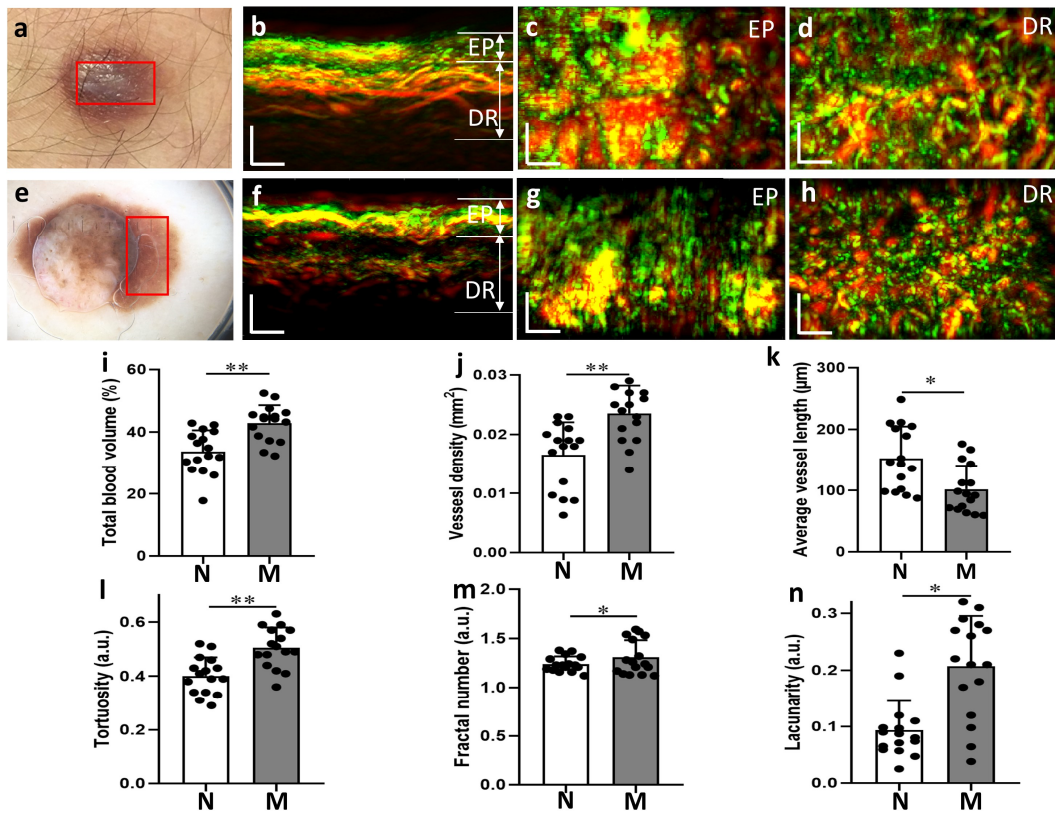 a
b
EP
DR
c
EP
d
DR
e
f
EP
DR
g
EP
h
DR
i
Total blood volume (%)
60
40
20
0
**
N
M
j
Vessesl density (mm²)
0.03
0.02
0.01
0.00
**
N
M
k
Average vessel length (μm)
300
200
100
0
*
N
M
l
Tortuosity (a.u.)
0.6
0.4
0.2
0.0
**
N
M
m
Fractal number (a.u.)
2.0
1.5
1.0
0.5
0.0
*
N
M
n
Lacunarity (a.u.)
0.3
0.2
0.1
0.0
*
N
M